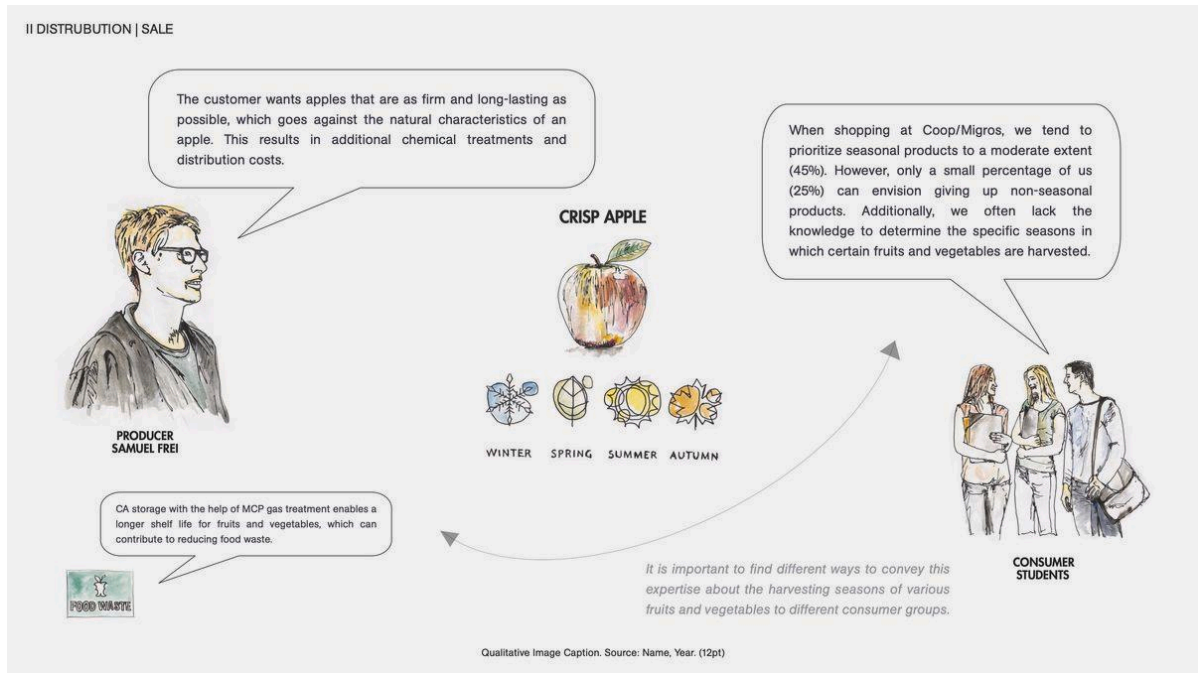 II DISTRUBUTION | SALE
The customer wants apples that are as firm and long-lasting as
possible, which goes against the natural characteristics of an
apple. This results in additional chemical treatments and
distribution costs.
When shopping at Coop/Migros, we tend to
prioritize seasonal products to a moderate extent
(45%). However, only a small percentage of us
(25%) can envision giving up non-seasonal
products. Additionally, we often lack the
knowledge to determine the specific seasons in
which certain fruits and vegetables are harvested.
CRISP APPLE
PRODUCER
SAMUEL FREI
WINTER SPRING SUMMER AUTUMN
CA storage with the help of MCP gas treatment enables a
longer shelf life for fruits and vegetables, which can
contribute to reducing food waste.
FOOD WASTE
CONSUMER
STUDENTS
It is important to find different ways to convey this
expertise about the harvesting seasons of various
fruits and vegetables to different consumer groups.
Qualitative Image Caption. Source: Name, Year. (12pt)